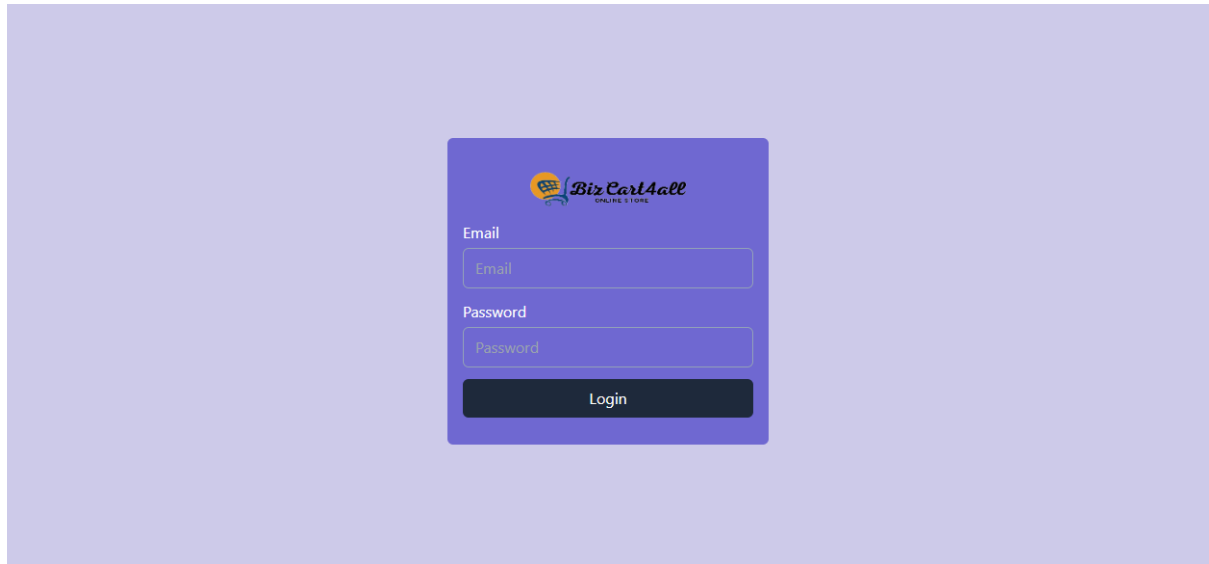 Biz Cart4all
ONLINE STORE
Email
Email
Password
Password
Login